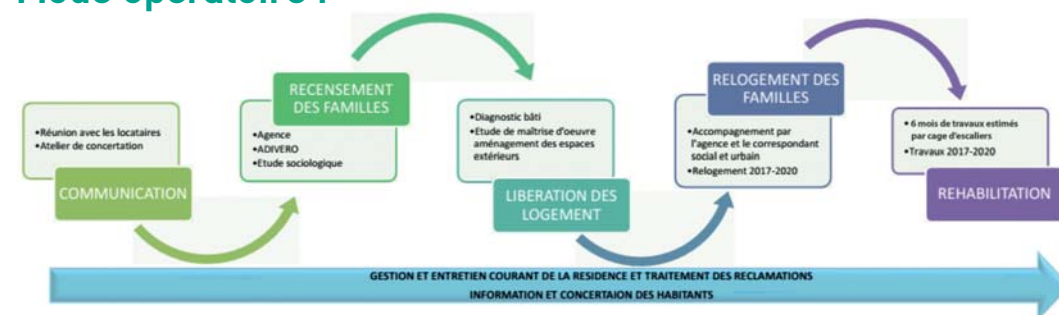 Mode opératoire :
•Réunion avec les locataires
•Atelier de concertation
COMMUNICATION
RECENSEMENT
DES FAMILLES
•Agence
•ADIVERO
•Etude sociologique
•Diagnostic bâti
•Etude de maîtrise d'oeuvre
aménagement des espaces
extérieurs
LIBERATION DES
LOGEMENT
RELOGEMENT DES
FAMILLES
•Accompagnement par
l'agence et le correspondant
social et urbain
•Relogement 2017-2020
• 6 mois de travaux estimés
par cage d'escaliers
•Travaux 2017-2020
REHABILITATION
GESTION ET ENTRETIEN COURANT DE LA RESIDENCE ET TRAITEMENT DES RECLAMATIONS
INFORMATION ET CONCERTAION DES HABITANTS